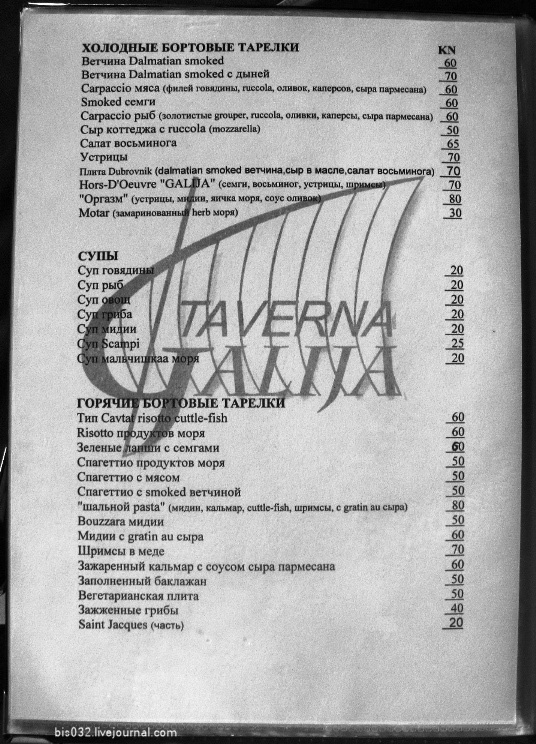 ХОЛОДНЫЕ БОРТОВЫЕ ТАРЕЛКИ KN
Ветчина Dalmatian smoked 60
Ветчина Dalmatian smoked с дыней 70
Carpaccio мяса (филей говядины, ruccola, оливок, каперсов, сыра пармесана) 60
Smoked семги 60
Carpaccio рыб (золотистые grouper, ruccola, оливки, каперсы, сыра пармесана) 60
Сыр коттеджа с ruccola (mozzarella) 50
Салат восьминога 65
Устрицы 70
Плита Dubrovnik (dalmatian smoked ветчина,сыр в масле,салат восьминога) 70
Hors-D'Oeuvre "GALIJA" (семги, восьминог, устрицы, шримсы) 70
"Оргазм" (устрицы, мидии, яичка моря, соус оливок) 80
Motar (замаринованный herb моря) 30
СУПЫ
Суп говядины 20
Суп рыб 20
Суп овощ 20
Суп гриба 20
Суп мидии 20
Суп Scampi 25
Суп мальчишкаа моря 20
TAVERNA
GALIJA
ГОРЯЧИЕ БОРТОВЫЕ ТАРЕЛКИ
Тип Cavtat risotto cuttle-fish 60
Risotto продуктов моря 60
Зеленые лапши с семгами 60
Спагеттио продуктов моря 50
Спагеттио с мясом 50
Спагеттио с smoked ветчиной 50
"шальной pasta" (мидии, кальмар, cuttle-fish, шримсы, с gratin au сыра) 80
Bouzzara мидии 50
Мидии с gratin au сыра 60
Шримсы в меде 70
Зажаренный кальмар с соусом сыра пармесана 60
Заполненный баклажан 50
Вегетарианская плита 50
Зажженные грибы 40
Saint Jacques (часть) 20
bis032.livejournal.com